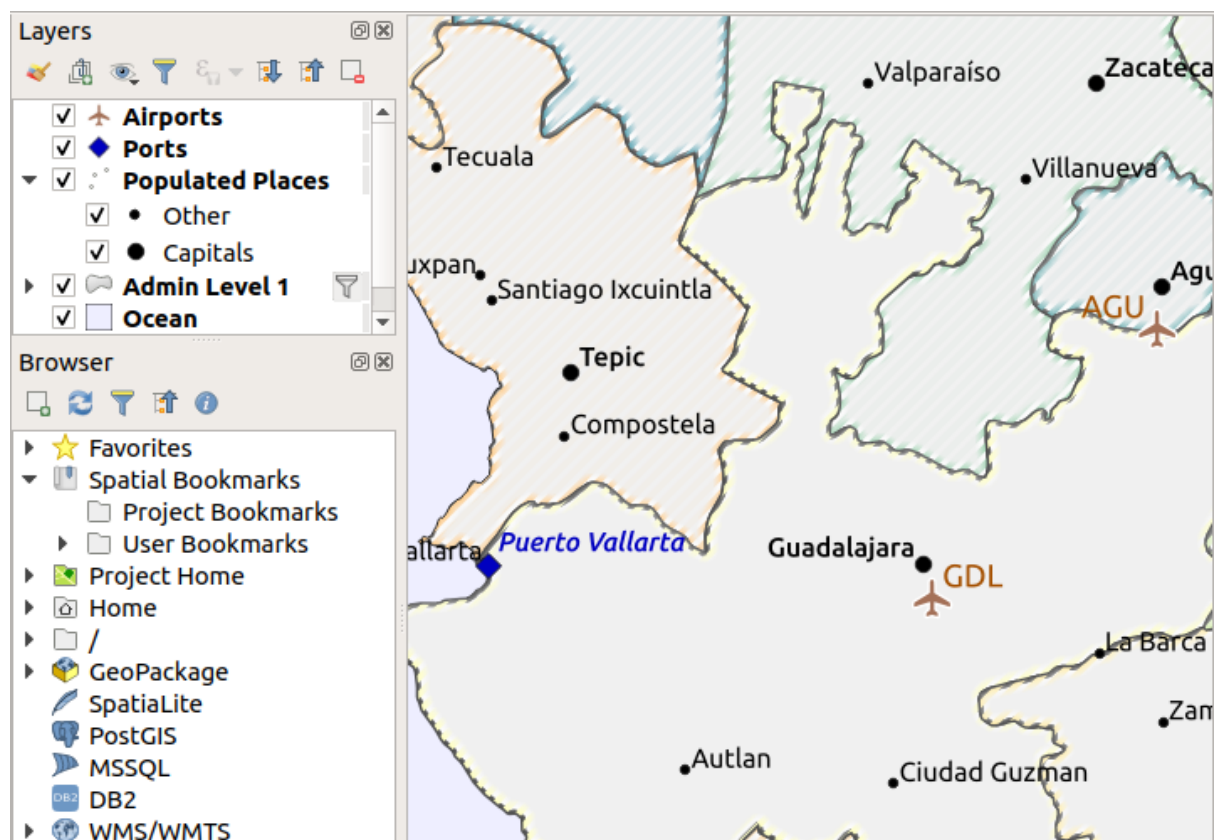 Layers
Airports
Ports
Populated Places
Other
Capitals
Admin Level 1
Ocean
Browser
Favorites
Spatial Bookmarks
Project Bookmarks
User Bookmarks
Project Home
Home
/
GeoPackage
SpatiaLite
PostGIS
MSSQL
DB2
DB2
WMS/WMTS
Valparaíso
Zacateca
Tecuala
Villanueva
uxpan
Santiago Ixcuintla
Agu
AGU
Tepic
Compostela
allarta
Puerto Vallarta
Guadalajara
GDL
La Barca
Zam
Autlan
Ciudad Guzman